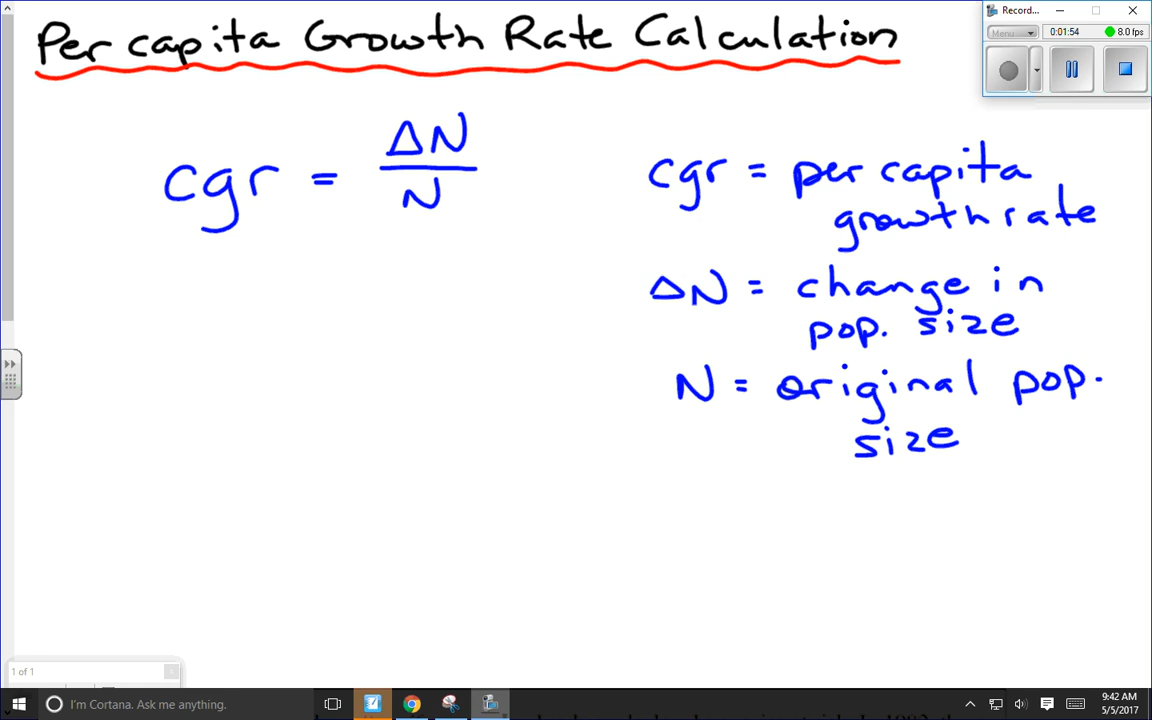 Per capita Growth Rate Calculation
Record...
Menu
0:01:54
8.0 fps
cgr = ΔN/N
cgr = per capita
growth rate
ΔN = change in
pop. size
N = original pop.
size
1 of 1
I'm Cortana. Ask me anything.
9:42 AM
5/5/2017